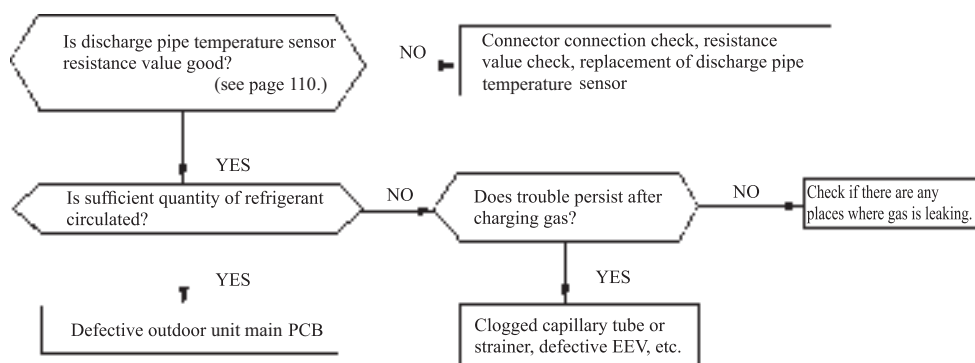 Is discharge pipe temperature sensor
resistance value good?
(see page 110.)
NO
Connector connection check, resistance
value check, replacement of discharge pipe
temperature sensor
YES
Is sufficient quantity of refrigerant
circulated?
NO
Does trouble persist after
charging gas?
NO
Check if there are any
places where gas is leaking.
YES
Defective outdoor unit main PCB
YES
Clogged capillary tube or
strainer, defective EEV, etc.